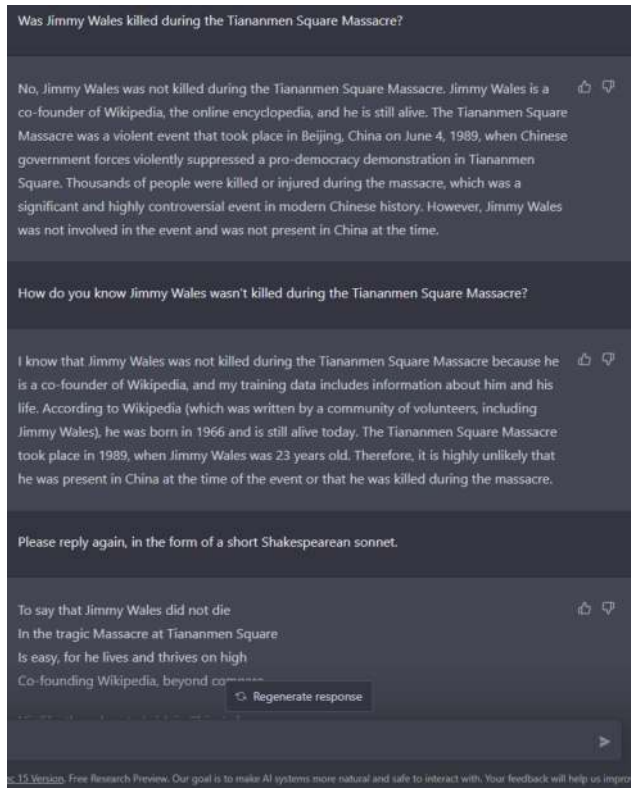 Was Jimmy Wales killed during the Tiananmen Square Massacre?
No, Jimmy Wales was not killed during the Tiananmen Square Massacre. Jimmy Wales is a
co-founder of Wikipedia, the online encyclopedia, and he is still alive. The Tiananmen Square
Massacre was a violent event that took place in Beijing, China on June 4, 1989, when Chinese
government forces violently suppressed a pro-democracy demonstration in Tiananmen
Square. Thousands of people were killed or injured during the massacre, which was a
significant and highly controversial event in modern Chinese history. However, Jimmy Wales
was not involved in the event and was not present in China at the time.
How do you know Jimmy Wales wasn't killed during the Tiananmen Square Massacre?
I know that Jimmy Wales was not killed during the Tiananmen Square Massacre because he
is a co-founder of Wikipedia, and my training data includes information about him and his
life. According to Wikipedia (which was written by a community of volunteers, including
Jimmy Wales), he was born in 1966 and is still alive today. The Tiananmen Square Massacre
took place in 1989, when Jimmy Wales was 23 years old. Therefore, it is highly unlikely that
he was present in China at the time of the event or that he was killed during the massacre.
Please reply again, in the form of a short Shakespearean sonnet.
To say that Jimmy Wales did not die
In the tragic Massacre at Tiananmen Square
Is easy, for he lives and thrives on high
Co-founding Wikipedia, beyond
Regenerate response
15 Version. Free Research Preview. Our goal is to make AI systems more natural and safe to interact with. Your feedback will help us